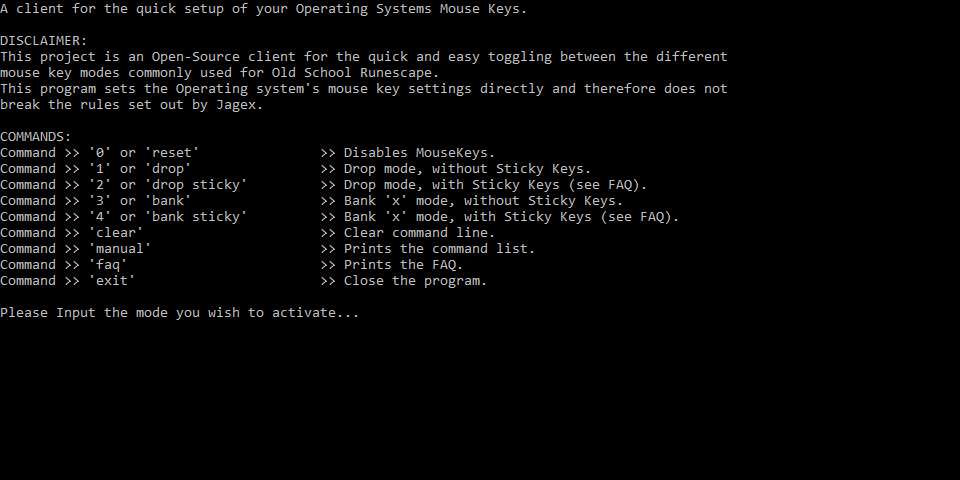 A client for the quick setup of your Operating Systems Mouse Keys.
DISCLAIMER:
This project is an Open-Source client for the quick and easy toggling between the different
mouse key modes commonly used for Old School Runescape.
This program sets the Operating system's mouse key settings directly and therefore does not
break the rules set out by Jagex.
COMMANDS:
Command >> '0' or 'reset' >> Disables MouseKeys.
Command >> '1' or 'drop' >> Drop mode, without Sticky Keys.
Command >> '2' or 'drop sticky' >> Drop mode, with Sticky Keys (see FAQ).
Command >> '3' or 'bank' >> Bank 'x' mode, without Sticky Keys.
Command >> '4' or 'bank sticky' >> Bank 'x' mode, with Sticky Keys (see FAQ).
Command >> 'clear' >> Clear command line.
Command >> 'manual' >> Prints the command list.
Command >> 'faq' >> Prints the FAQ.
Command >> 'exit' >> Close the program.
Please Input the mode you wish to activate...